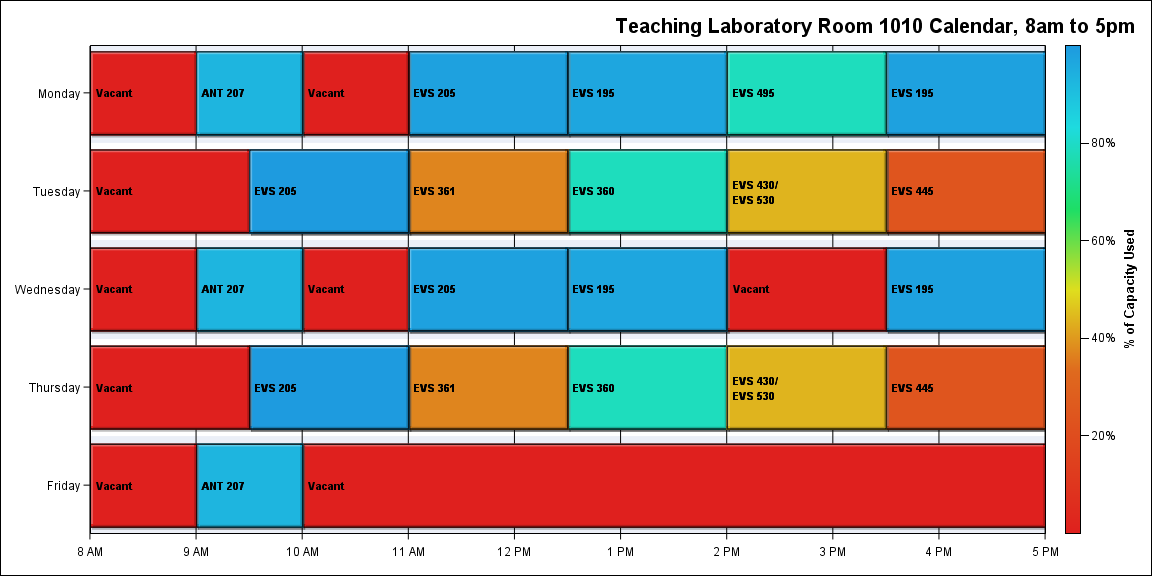 Teaching Laboratory Room 1010 Calendar, 8am to 5pm
Monday
Vacant
ANT 207
Vacant
EVS 205
EVS 195
EVS 495
EVS 195
Tuesday
Vacant
EVS 205
EVS 361
EVS 360
EVS 430/
EVS 530
EVS 445
Wednesday
Vacant
ANT 207
Vacant
EVS 205
EVS 195
Vacant
EVS 195
Thursday
Vacant
EVS 205
EVS 361
EVS 360
EVS 430/
EVS 530
EVS 445
Friday
Vacant
ANT 207
Vacant
8 AM
9 AM
10 AM
11 AM
12 PM
1 PM
2 PM
3 PM
4 PM
5 PM
80%
60%
40%
20%
% of Capacity Used